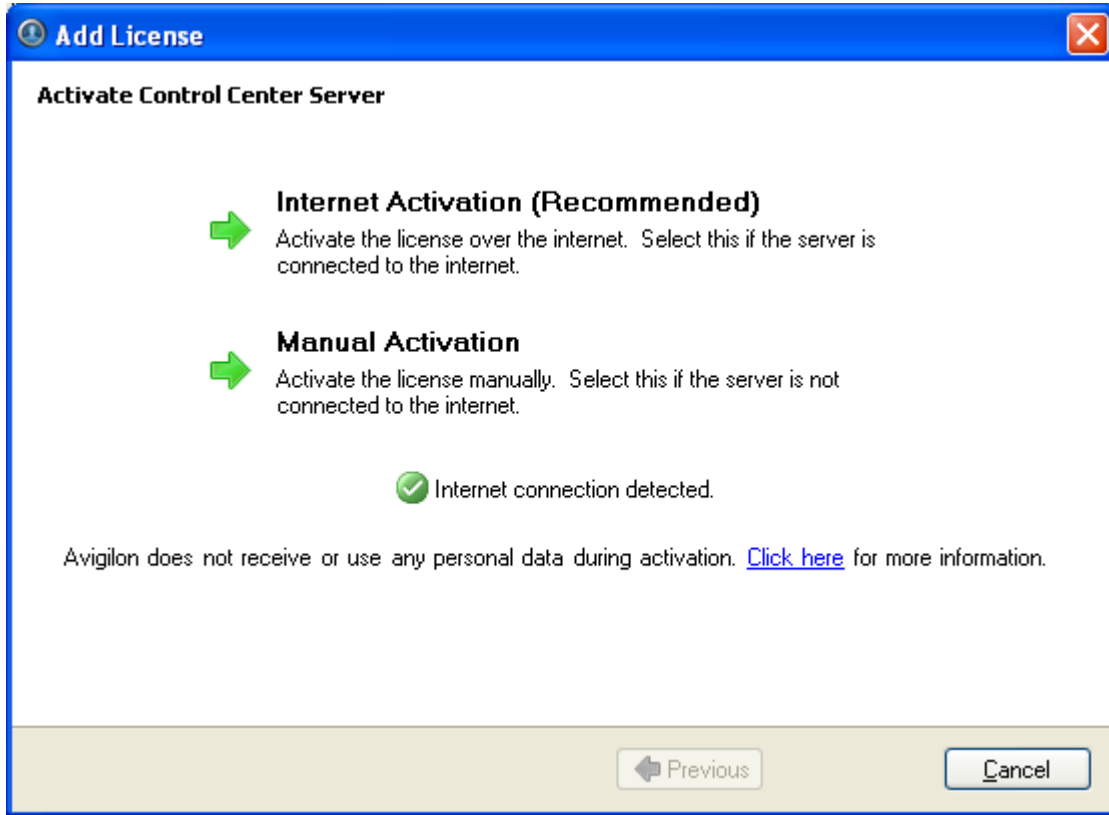 Add License
Activate Control Center Server
Internet Activation (Recommended)
Activate the license over the internet.  Select this if the server is
connected to the internet.
Manual Activation
Activate the license manually.  Select this if the server is not
connected to the internet.
Internet connection detected.
Avigilon does not receive or use any personal data during activation. Click here for more information.
Previous
Cancel